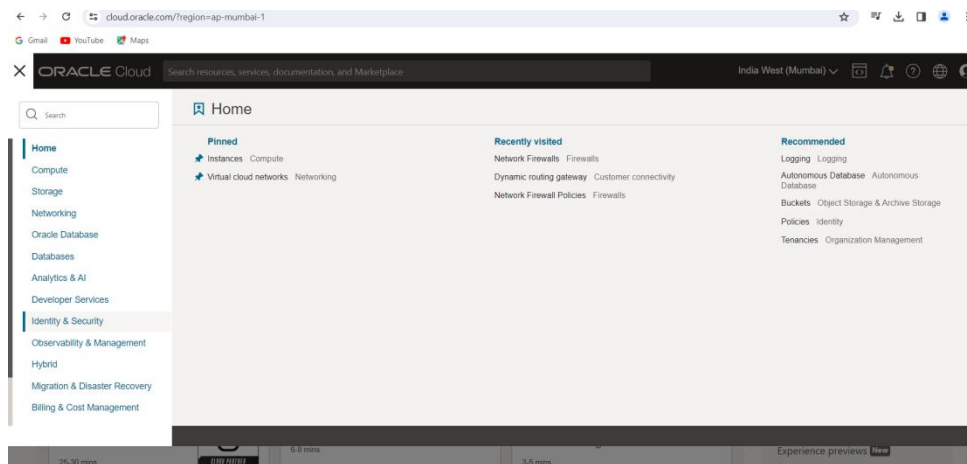 cloud.oracle.com/?region=ap-mumbai-1
Gmail YouTube Maps
ORACLE Cloud
Search resources, services, documentation, and Marketplace
India West (Mumbai)
Search
Home
Compute
Storage
Networking
Oracle Database
Databases
Analytics & AI
Developer Services
Identity & Security
Observability & Management
Hybrid
Migration & Disaster Recovery
Billing & Cost Management
Home
Pinned
Instances Compute
Virtual cloud networks Networking
Recently visited
Network Firewalls Firewalls
Dynamic routing gateway Customer connectivity
Network Firewall Policies Firewalls
Recommended
Logging Logging
Autonomous Database Autonomous
Database
Buckets Object Storage & Archive Storage
Policies Identity
Tenancies Organization Management
25-30 mins
6-8 mins
3-5 mins
Experience previews New